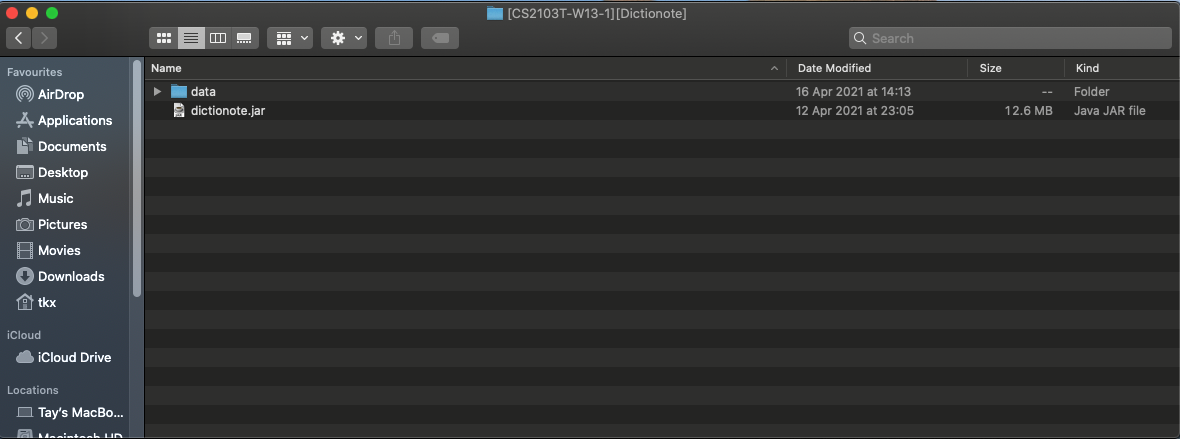 [CS2103T-W13-1][Dictionote]
Search
Favourites
AirDrop
Applications
Documents
Desktop
Music
Pictures
Movies
Downloads
tkx
iCloud
iCloud Drive
Locations
Tay's MacBo...
Macintosh HD
Name Date Modified Size Kind
data 16 Apr 2021 at 14:13 -- Folder
dictionote.jar 12 Apr 2021 at 23:05 12.6 MB Java JAR file